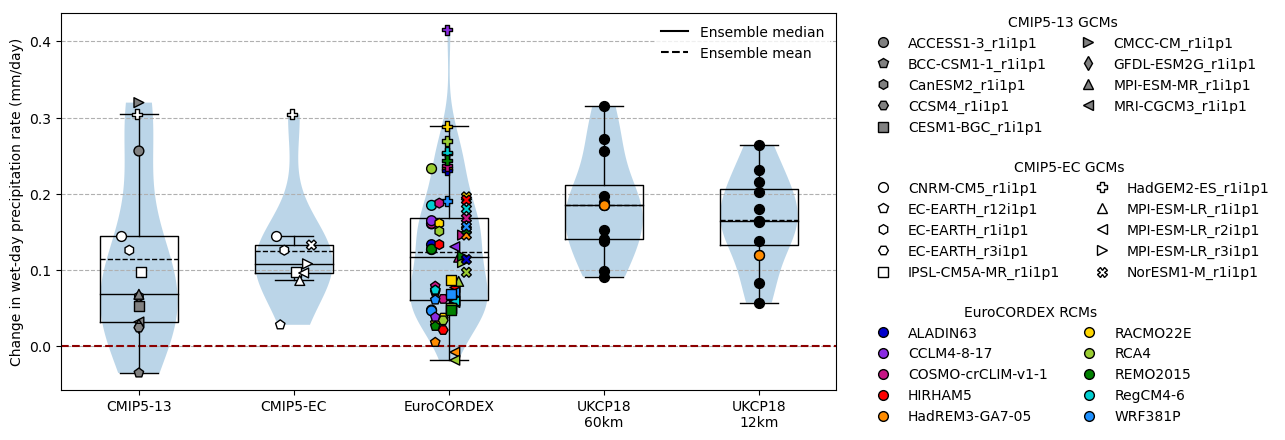 Change in wet-day precipitation rate (mm/day)
0.4
0.3
0.2
0.1
0.0
CMIP5-13
CMIP5-EC
EuroCORDEX
UKCP18
60km
UKCP18
12km
Ensemble median
Ensemble mean
CMIP5-13 GCMs
ACCESS1-3_r1i1p1
BCC-CSM1-1_r1i1p1
CanESM2_r1i1p1
CCSM4_r1i1p1
CESM1-BGC_r1i1p1
CMCC-CM_r1i1p1
GFDL-ESM2G_r1i1p1
MPI-ESM-MR_r1i1p1
MRI-CGCM3_r1i1p1
CMIP5-EC GCMs
CNRM-CM5_r1i1p1
EC-EARTH_r12i1p1
EC-EARTH_r1i1p1
EC-EARTH_r3i1p1
IPSL-CM5A-MR_r1i1p1
HadGEM2-ES_r1i1p1
MPI-ESM-LR_r1i1p1
MPI-ESM-LR_r2i1p1
MPI-ESM-LR_r3i1p1
NorESM1-M_r1i1p1
EuroCORDEX RCMs
ALADIN63
CCLM4-8-17
COSMO-crCLIM-v1-1
HIRHAM5
HadREM3-GA7-05
RACMO22E
RCA4
REMO2015
RegCM4-6
WRF381P